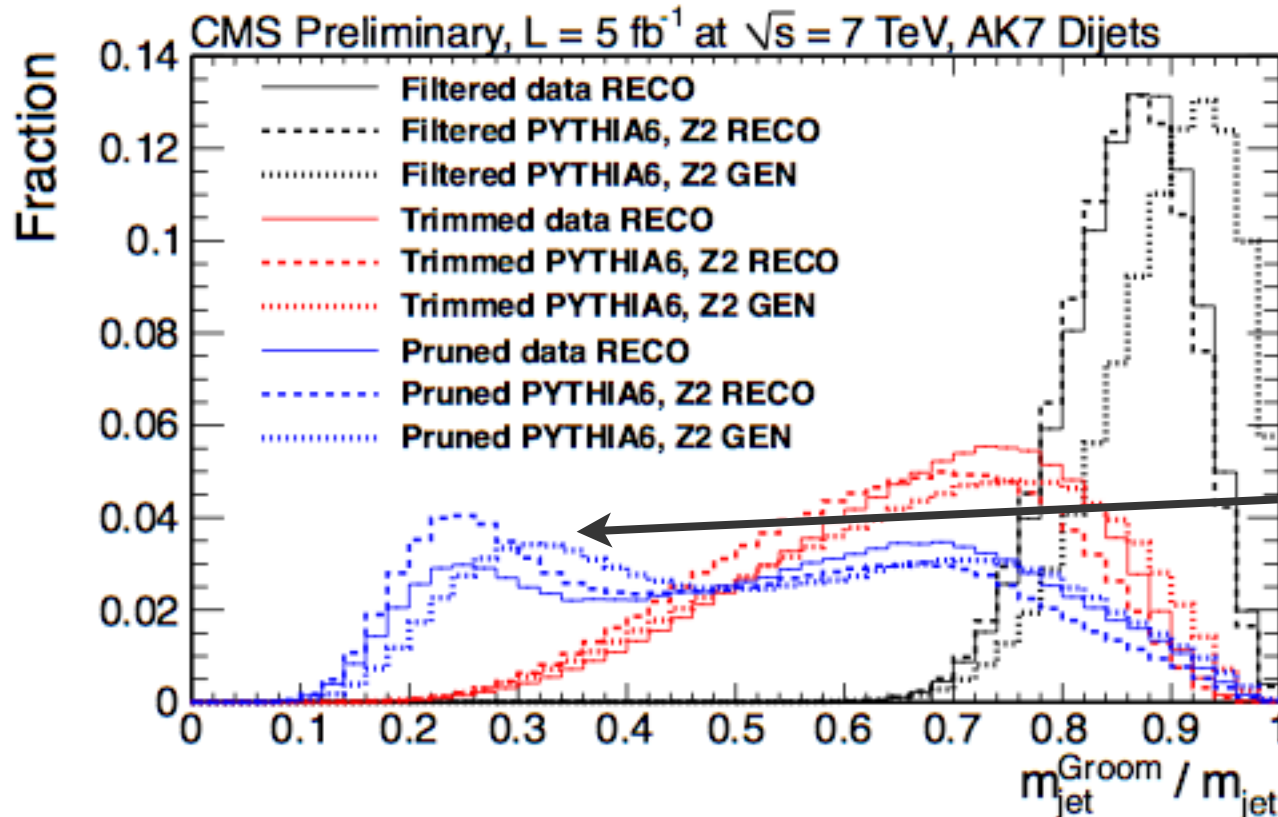 CMS Preliminary, L = 5 fb⁻¹ at √s = 7 TeV, AK7 Dijets
Fraction
0.14
0.12
0.1
0.08
0.06
0.04
0.02
0
Filtered data RECO
Filtered PYTHIA6, Z2 RECO
Filtered PYTHIA6, Z2 GEN
Trimmed data RECO
Trimmed PYTHIA6, Z2 RECO
Trimmed PYTHIA6, Z2 GEN
Pruned data RECO
Pruned PYTHIA6, Z2 RECO
Pruned PYTHIA6, Z2 GEN
0 0.1 0.2 0.3 0.4 0.5 0.6 0.7 0.8 0.9 1
m_jet^Groom / m_jet